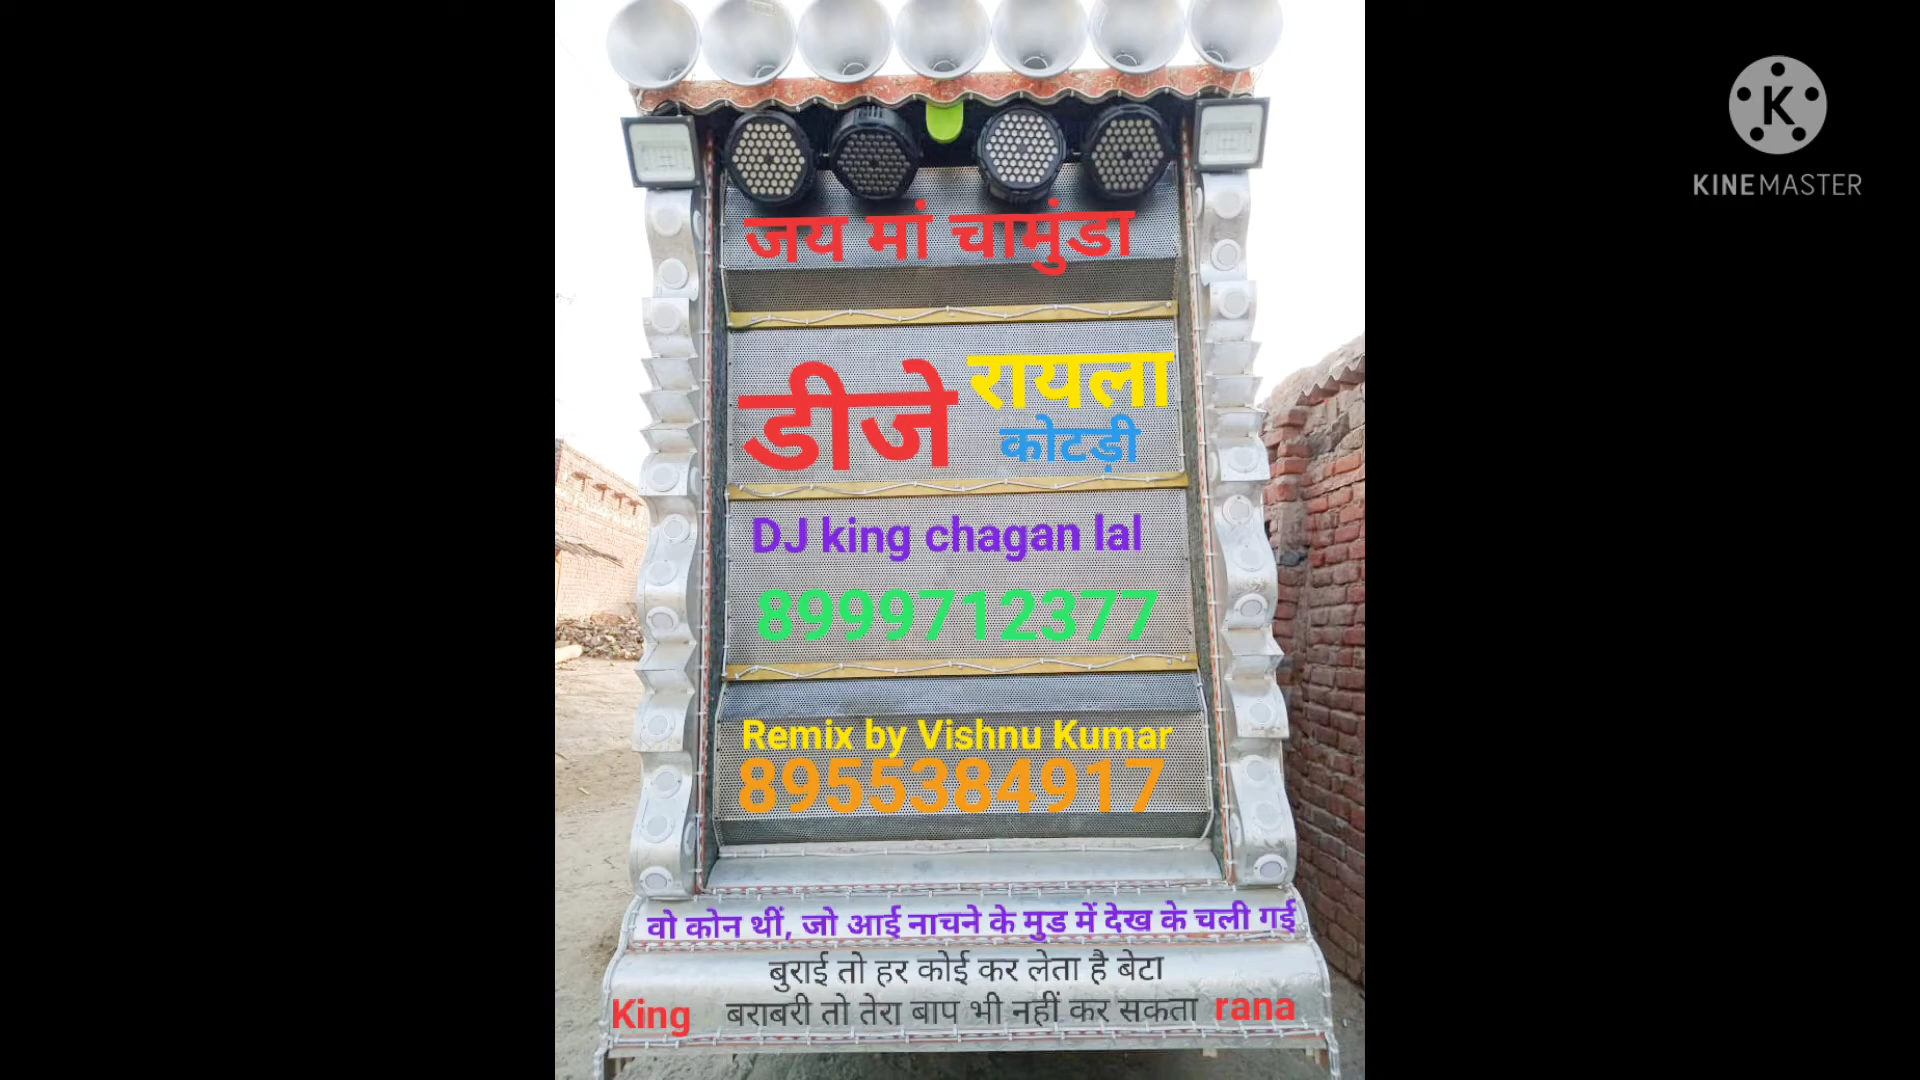 जय मां चामुंडा
डीजे रायला
कोटड़ी
DJ king chagan lal
8999712377
Remix by Vishnu Kumar
8955384917
वो कोन थीं, जो आई नाचने के मुड में देख के चली गई
बुराई तो हर कोई कर लेता है बेटा
King बराबरी तो तेरा बाप भी नहीं कर सकता rana
K
KINEMASTER